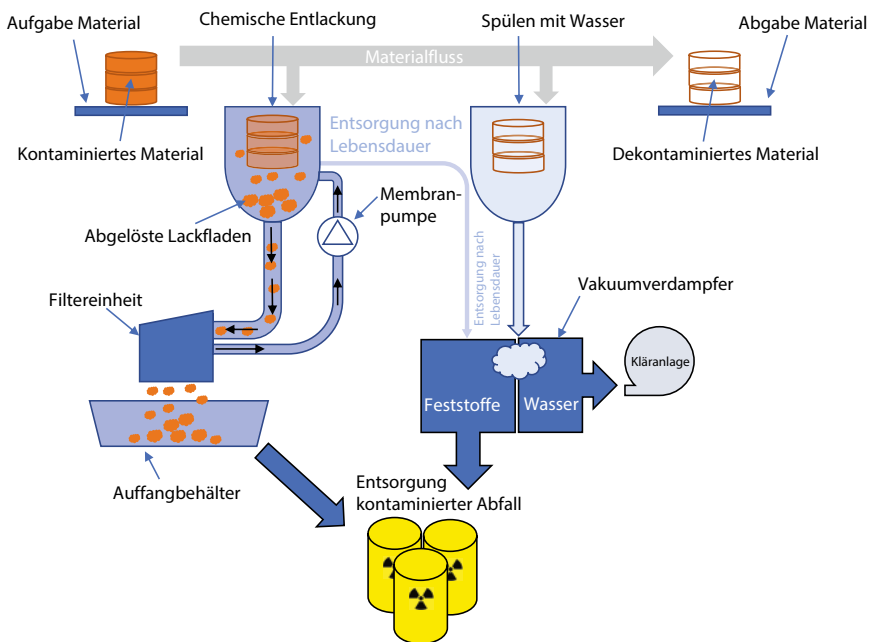 Aufgabe Material
Chemische Entlackung
Spülen mit Wasser
Abgabe Material
Materialfluss
Kontaminiertes Material
Entsorgung nach
Lebensdauer
Dekontaminiertes Material
Membran-
pumpe
Abgelöste Lackfladen
Entsorgung nach
Lebensdauer
Filtereinheit
Vakuumverdampfer
Kläranlage
Feststoffe
Wasser
Auffangbehälter
Entsorgung
kontaminierter Abfall